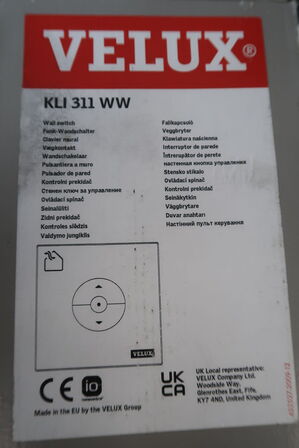 VELUX®
KLI 311 WW
Wall switch
Funk-Wandschalter
Clavier mural
Vægkontakt
Wandschakelaar
Pulsantiera a muro
Pulsador de pared
Kontrolni prekidač
Стенен ключ за управление
Ovládací spínač
Seinalüliti
Zidni prekidač
Kontroles slēdzis
Valdymo jungiklis
Falikapcsoló
Veggbryter
Klawiatura naścienna
Interruptor de parede
Întrerupător de perete
настенная кнопка управления
Stensko stikalo
Ovládací spínač
Kontrolni prekidač
Seinäkytkin
Väggbrytare
Duvar anahtarı
Настінний пульт керування
VELUX
CE
io
UK
CA
UK Local representative:
VELUX Company Ltd.
Woodside Way,
Glenrothes East, Fife,
KY7 4ND, United Kingdom
Made in the EU by the VELUX Group